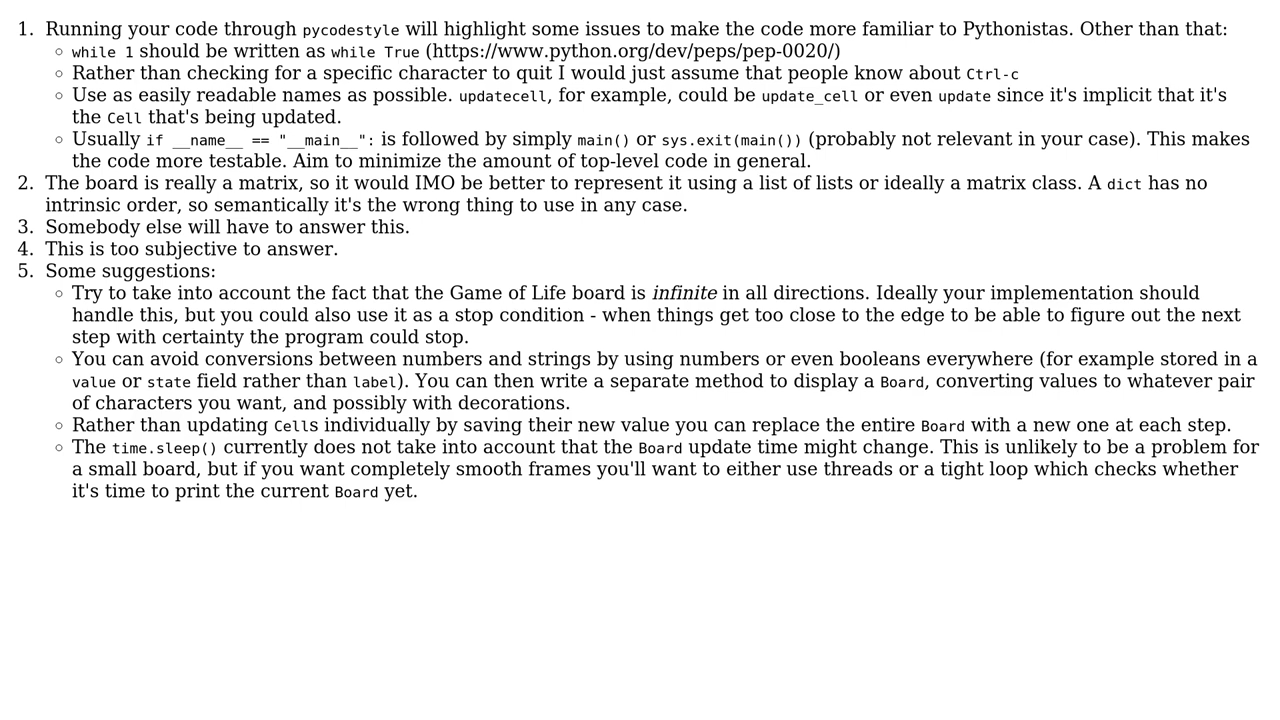 1. Running your code through pycodestyle will highlight some issues to make the code more familiar to Pythonistas. Other than that:
◦ while 1 should be written as while True (https://www.python.org/dev/peps/pep-0020/)
◦ Rather than checking for a specific character to quit I would just assume that people know about Ctrl-c
◦ Use as easily readable names as possible. updatecell, for example, could be update_cell or even update since it's implicit that it's
the Cell that's being updated.
◦ Usually if __name__ == "__main__": is followed by simply main() or sys.exit(main()) (probably not relevant in your case). This makes
the code more testable. Aim to minimize the amount of top-level code in general.
2. The board is really a matrix, so it would IMO be better to represent it using a list of lists or ideally a matrix class. A dict has no
intrinsic order, so semantically it's the wrong thing to use in any case.
3. Somebody else will have to answer this.
4. This is too subjective to answer.
5. Some suggestions:
◦ Try to take into account the fact that the Game of Life board is infinite in all directions. Ideally your implementation should
handle this, but you could also use it as a stop condition - when things get too close to the edge to be able to figure out the next
step with certainty the program could stop.
◦ You can avoid conversions between numbers and strings by using numbers or even booleans everywhere (for example stored in a
value or state field rather than label). You can then write a separate method to display a Board, converting values to whatever pair
of characters you want, and possibly with decorations.
◦ Rather than updating Cells individually by saving their new value you can replace the entire Board with a new one at each step.
◦ The time.sleep() currently does not take into account that the Board update time might change. This is unlikely to be a problem for
a small board, but if you want completely smooth frames you'll want to either use threads or a tight loop which checks whether
it's time to print the current Board yet.